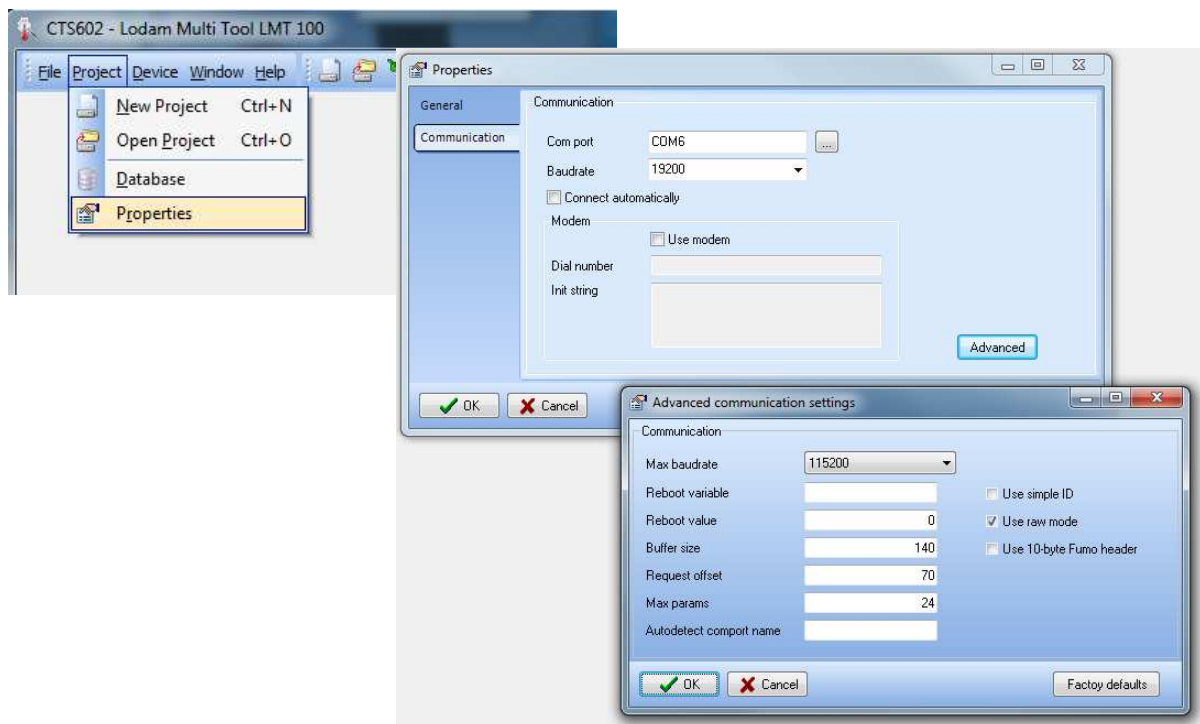 CTS602 - Lodam Multi Tool LMT 100
File Project Device Window Help
New Project Ctrl+N
Open Project Ctrl+O
Database
Properties
Properties
General
Communication
Communication
Com port COM6 ...
Baudrate 19200
Connect automatically
Modem
Use modem
Dial number
Init string
Advanced
OK Cancel
Advanced communication settings
Communication
Max baudrate 115200
Reboot variable Use simple ID
Reboot value 0 Use raw mode
Buffer size 140 Use 10-byte Fumo header
Request offset 70
Max params 24
Autodetect comport name
OK Cancel Factoy defaults